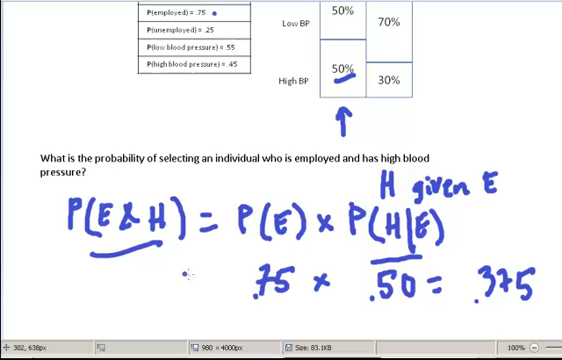 P(employed) = .75
P(unemployed) = .25
P(low blood pressure) = .55
P(high blood pressure) = .45
Low BP 50% 70%
High BP 50% 30%
What is the probability of selecting an individual who is employed and has high blood
pressure?
H given E
P(E & H) = P(E) × P(H|E)
.75 × .50 = .375
302, 638px 980 × 4000px Size: 83.1KB 100%